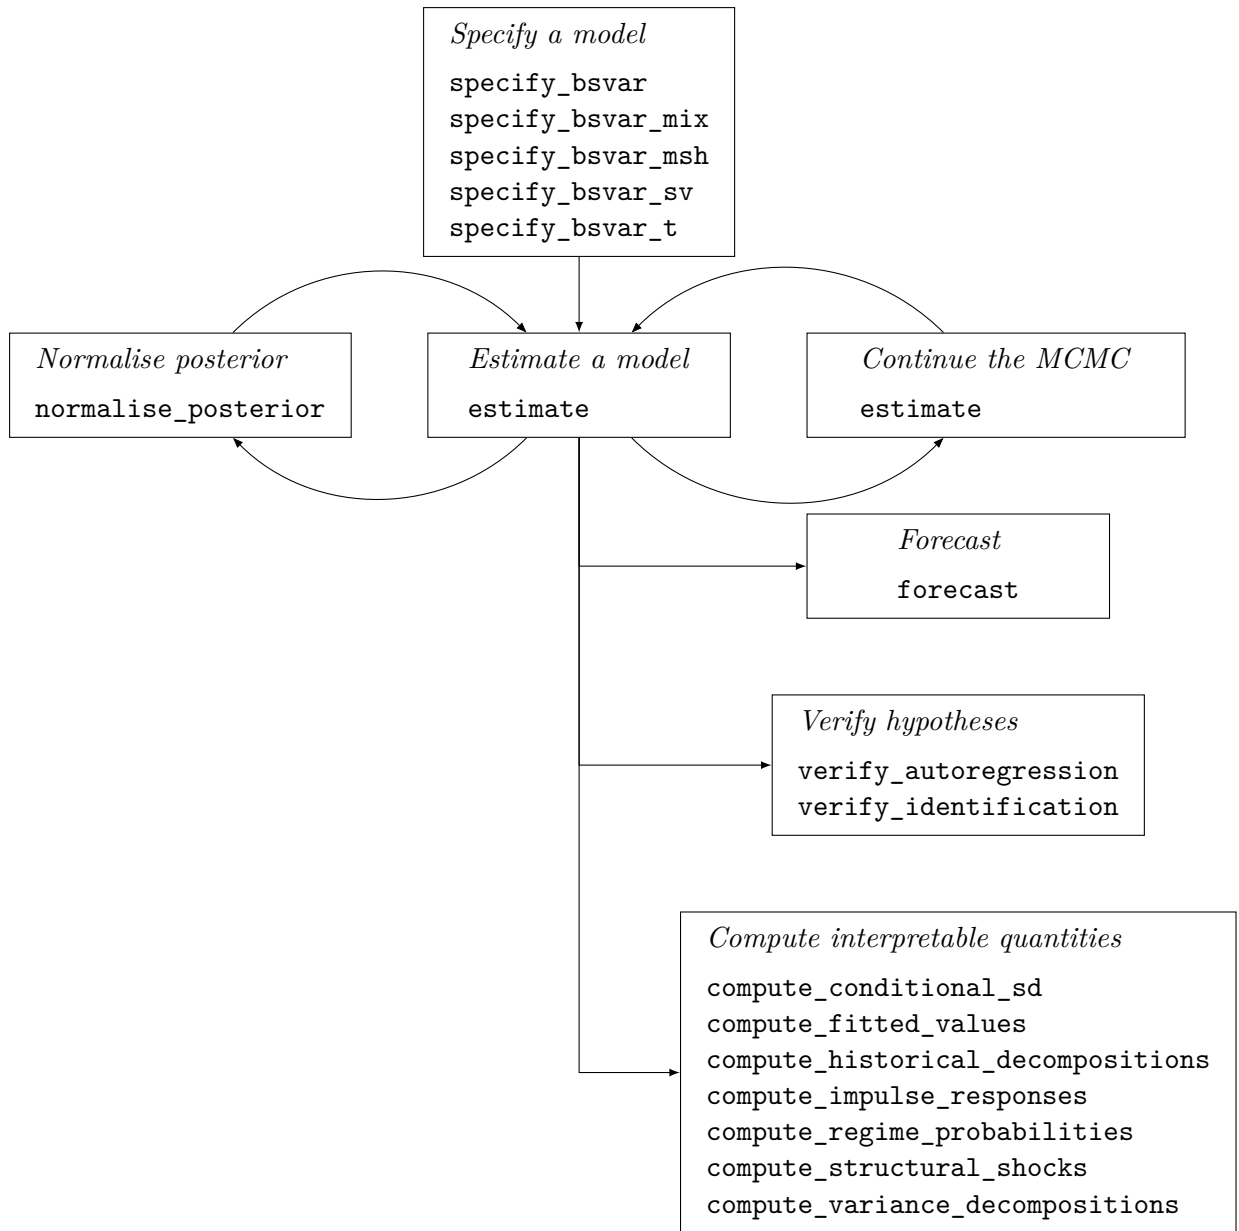 Specify a model
specify_bsvar
specify_bsvar_mix
specify_bsvar_msh
specify_bsvar_sv
specify_bsvar_t
Normalise posterior
normalise_posterior
Estimate a model
estimate
Continue the MCMC
estimate
Forecast
forecast
Verify hypotheses
verify_autoregression
verify_identification
Compute interpretable quantities
compute_conditional_sd
compute_fitted_values
compute_historical_decompositions
compute_impulse_responses
compute_regime_probabilities
compute_structural_shocks
compute_variance_decompositions